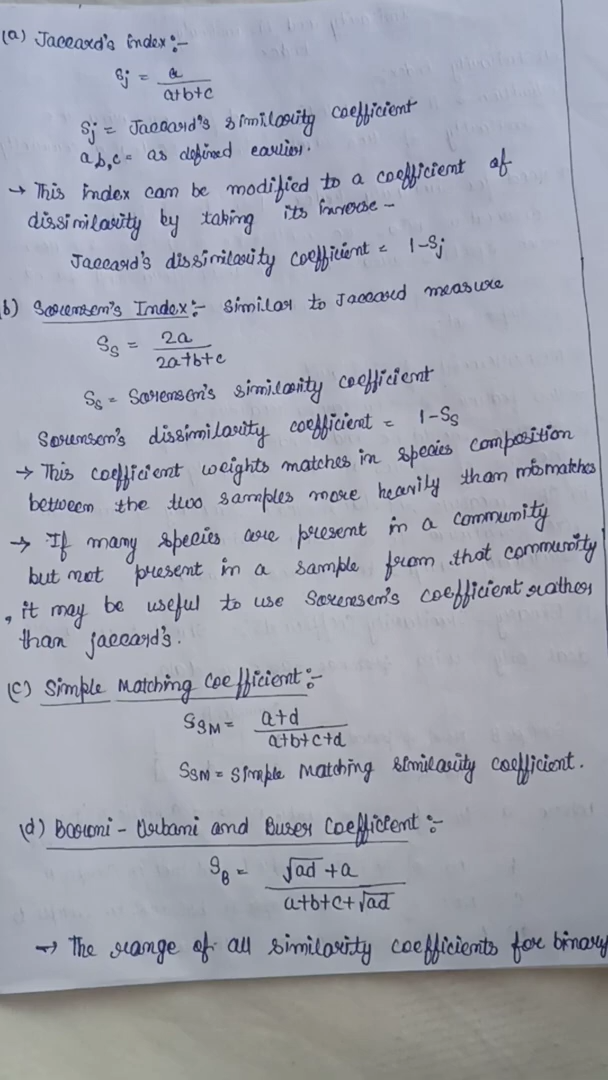 (a) Jaccard's index:-
Sj = a / a+b+c
Sj = Jaccard's similarity coefficient
a,b,c = as defined earlier.
→ This index can be modified to a coefficient of
dissimilarity by taking its inverse -
Jaccard's dissimilarity coefficient = 1-Sj
b) Sorensen's Index:- similar to Jaccard measure
Ss = 2a / 2a+b+c
Ss = Sorensen's similarity coefficient
Sorensen's dissimilarity coefficient = 1-Ss
→ This coefficient weights matches in species composition
between the two samples more heavily than mismatches
→ If many species are present in a community
but not present in a sample from that community
, it may be useful to use Sorensen's coefficient rather
than jaccard's.
(c) Simple Matching Coefficient:-
SSM = a+d / a+b+c+d
SSM = simple Matching similarity coefficient.
(d) Baroni - Urbani and Buser Coefficient:-
SB = √ad + a / a+b+c+√ad
→ The range of all similarity coefficients for binary